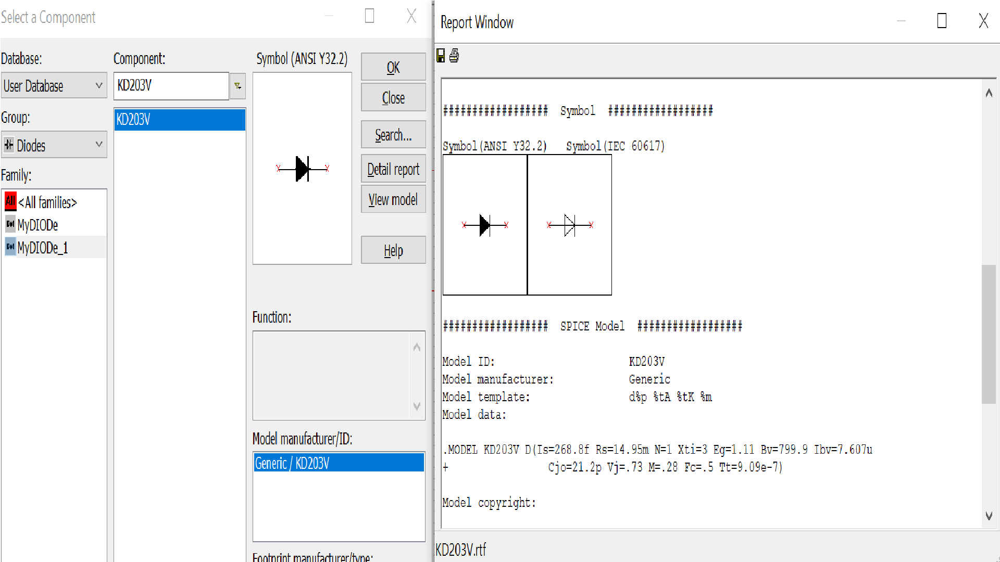 Select a Component
Database:
User Database
Group:
Diodes
Family:
All <All families>
MyDIODe
MyDIODe_1
Component:
KD203V
KD203V
Symbol (ANSI Y32.2)
OK
Close
Search...
Detail report
View model
Help
Function:
Model manufacturer/ID:
Generic / KD203V
Footprint manufacturer/type:
Report Window
################## Symbol ##################
Symbol(ANSI Y32.2) Symbol(IEC 60617)
################## SPICE Model ##################
Model ID: KD203V
Model manufacturer: Generic
Model template: d%p %tA %tK %m
Model data:
.MODEL KD203V D(Is=268.8f Rs=14.95m N=1 Xti=3 Eg=1.11 Bv=799.9 Ibv=7.607u
+ Cjo=21.2p Vj=.73 M=.28 Fc=.5 Tt=9.09e-7)
Model copyright:
KD203V.rtf